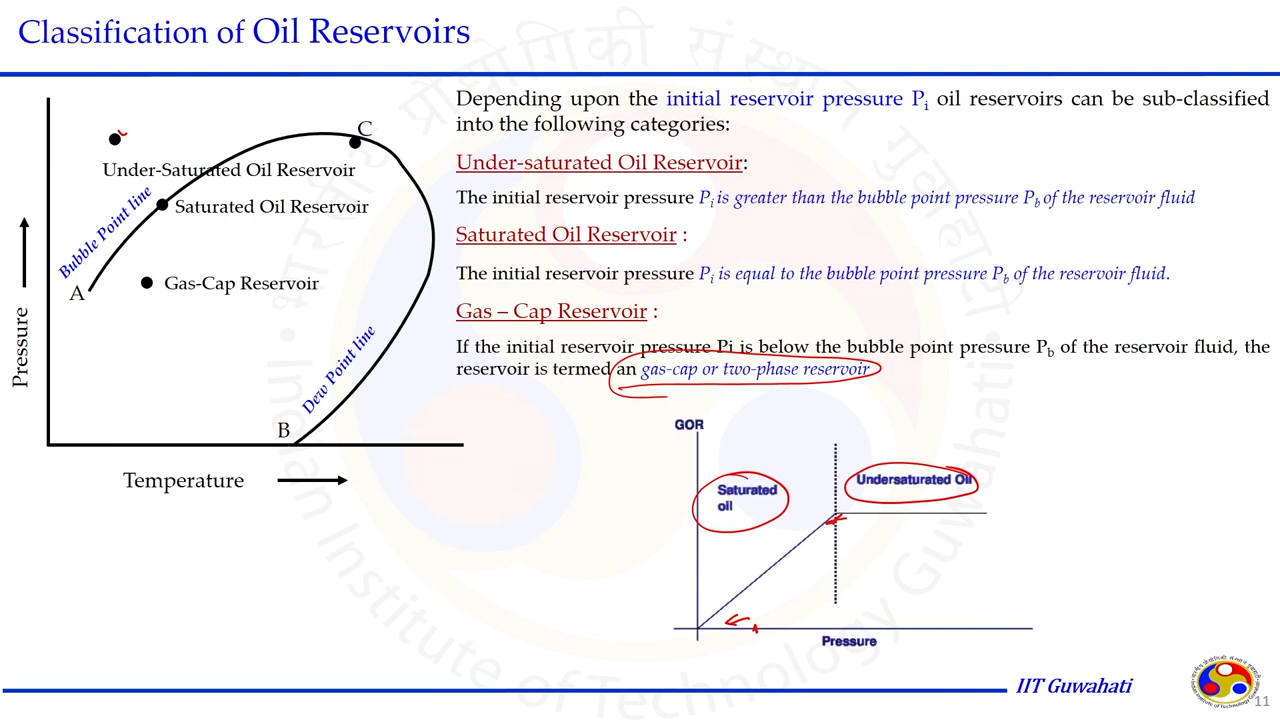 Classification of Oil Reservoirs
Depending upon the initial reservoir pressure Pi oil reservoirs can be sub-classified
into the following categories:
Under-saturated Oil Reservoir:
The initial reservoir pressure Pi is greater than the bubble point pressure Pb of the reservoir fluid
Saturated Oil Reservoir :
The initial reservoir pressure Pi is equal to the bubble point pressure Pb of the reservoir fluid.
Gas – Cap Reservoir :
If the initial reservoir pressure Pi is below the bubble point pressure Pb of the reservoir fluid, the
reservoir is termed an gas-cap or two-phase reservoir
C
Under-Saturated Oil Reservoir
Bubble Point line
Saturated Oil Reservoir
Gas-Cap Reservoir
A
Pressure
Dew Point line
B
Temperature
GOR
Saturated
oil
Undersaturated Oil
Pressure
Indian Institute of Technology Guwahati
IIT Guwahati
11